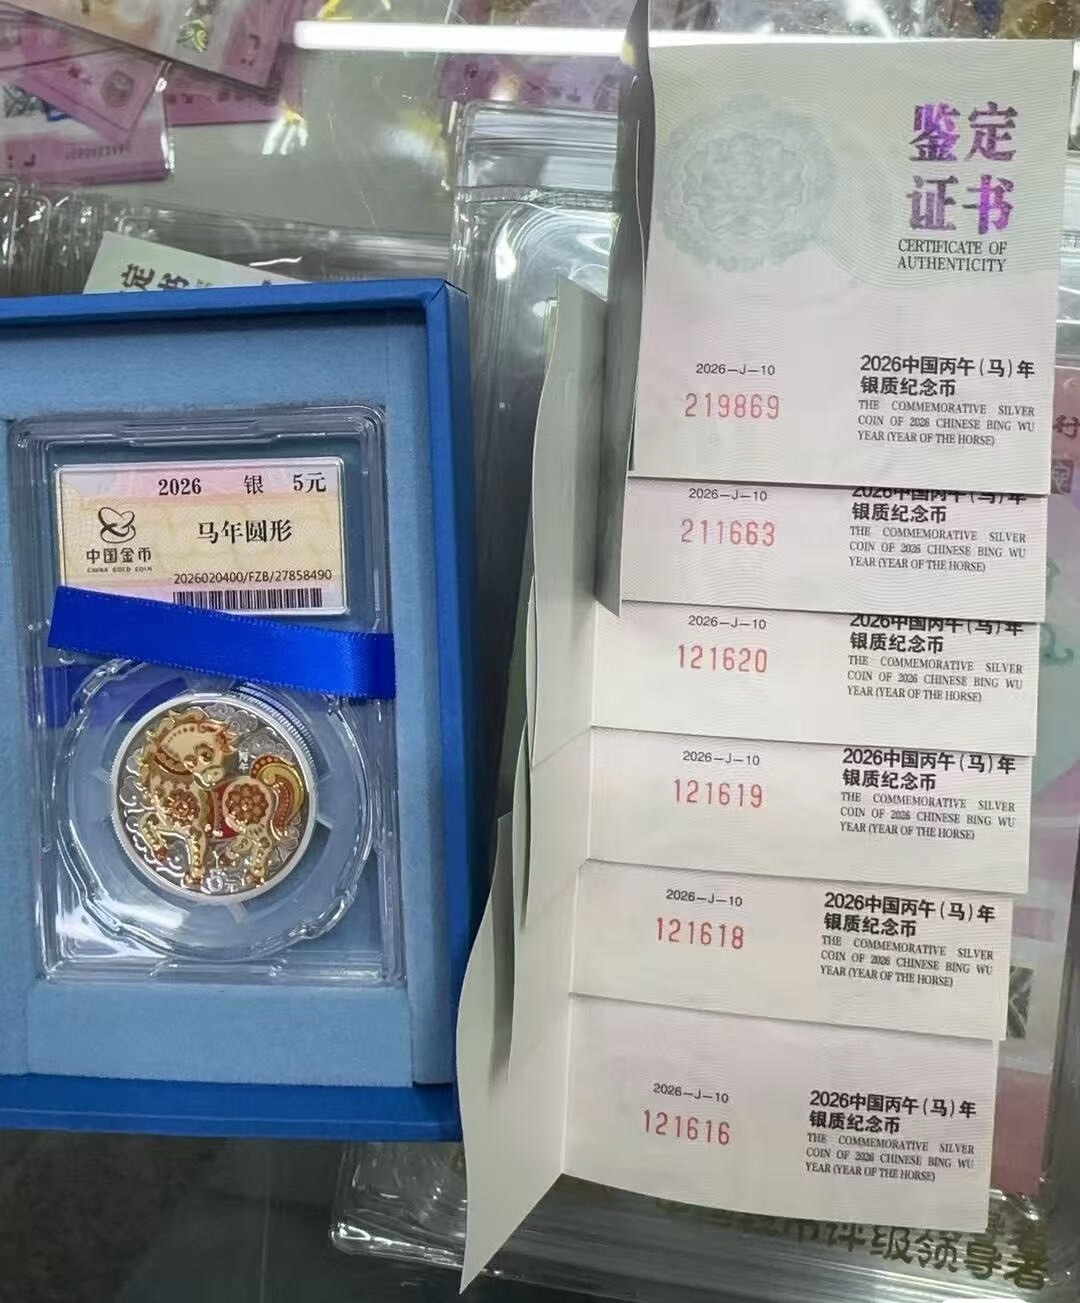 2026 银 5元
马年圆形
中国金币
CHINA GOLD COIN
2026020400/FZB/27858490
5元
鉴定
证书
CERTIFICATE OF
AUTHENTICITY
2026-J-10
219869
2026中国丙午(马)年
银质纪念币
THE COMMEMORATIVE SILVER
COIN OF 2026 CHINESE BING WU
YEAR (YEAR OF THE HORSE)
2026-J-10
211663
2026中国丙午(马)年
银质纪念币
THE COMMEMORATIVE SILVER
COIN OF 2026 CHINESE BING WU
YEAR (YEAR OF THE HORSE)
2026-J-10
121620
2026中国丙午(马)年
银质纪念币
THE COMMEMORATIVE SILVER
COIN OF 2026 CHINESE BING WU
YEAR (YEAR OF THE HORSE)
2026-J-10
121619
2026中国丙午(马)年
银质纪念币
THE COMMEMORATIVE SILVER
COIN OF 2026 CHINESE BING WU
YEAR (YEAR OF THE HORSE)
2026-J-10
121618
2026中国丙午(马)年
银质纪念币
THE COMMEMORATIVE SILVER
COIN OF 2026 CHINESE BING WU
YEAR (YEAR OF THE HORSE)
2026-J-10
121616
2026中国丙午(马)年
银质纪念币
THE COMMEMORATIVE SILVER
COIN OF 2026 CHINESE BING WU
YEAR (YEAR OF THE HORSE)
评级领导者